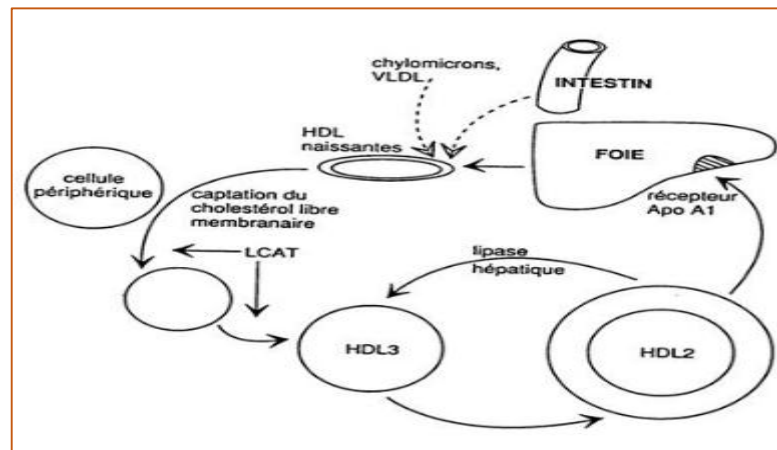 chylomicrons,
VLDL
INTESTIN
HDL
naissantes
FOIE
cellule
périphérique
captation du
cholestérol libre
membranaire
récepteur
Apo A1
LCAT
lipase
hépatique
HDL3
HDL2